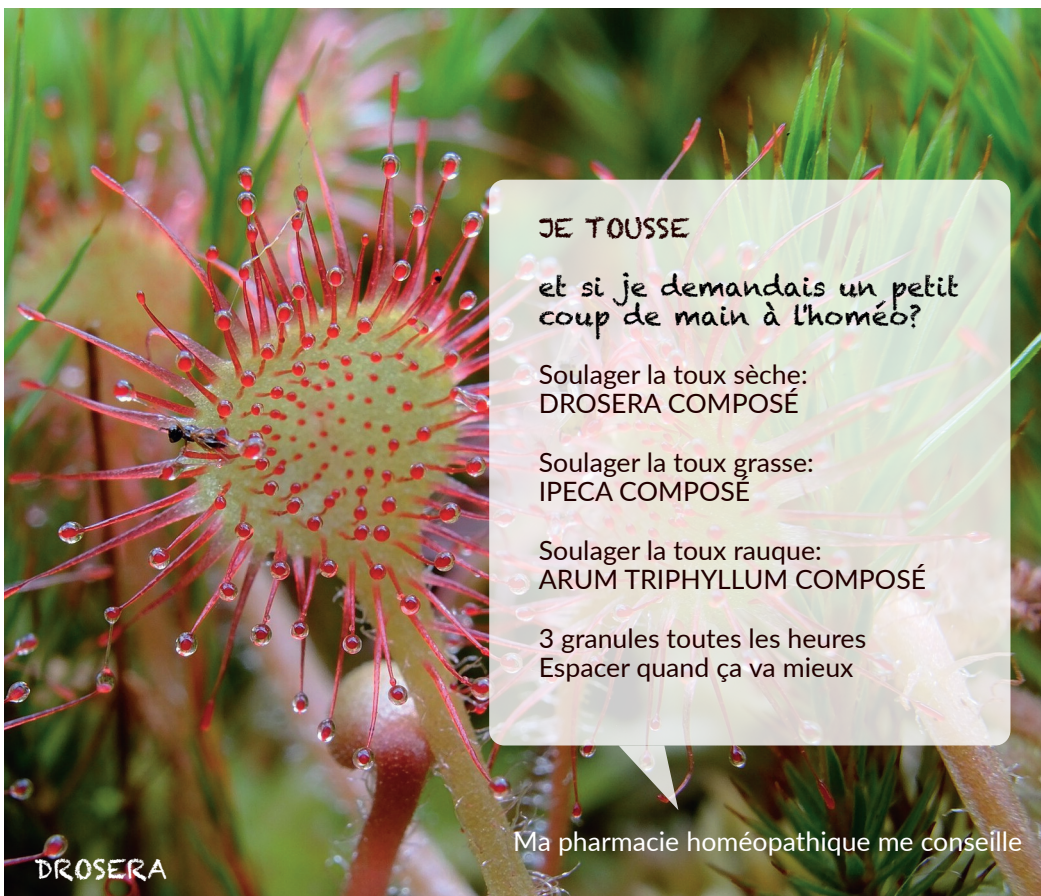 JE TOUSSE
et si je demandais un petit
coup de main à l'homéo?
Soulager la toux sèche:
DROSERA COMPOSÉ
Soulager la toux grasse:
IPECA COMPOSÉ
Soulager la toux rauque:
ARUM TRIPHYLLUM COMPOSÉ
3 granules toutes les heures
Espacer quand ça va mieux
Ma pharmacie homéopathique me conseille
DROSERA